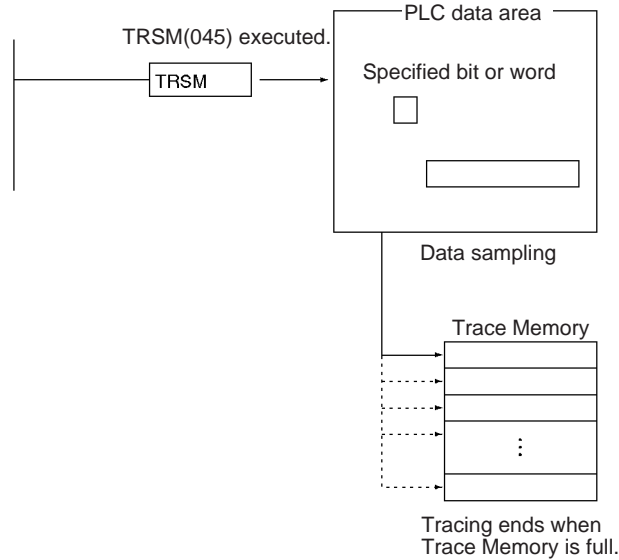 PLC data area
TRSM(045) executed.
TRSM
Specified bit or word
Data sampling
Trace Memory
Tracing ends when
Trace Memory is full.